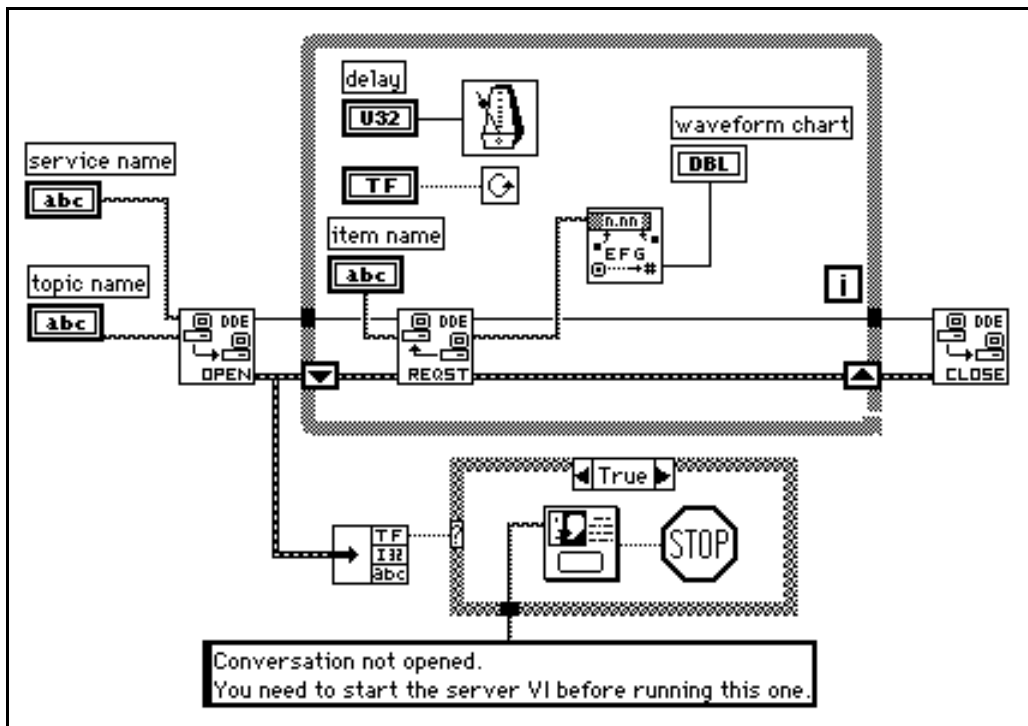 delay
U32
waveform chart
DBL
service name
abc
TF
n.nn
EFG
#
item name
abc
topic name
abc
i
DDE
OPEN
DDE
REQST
DDE
CLOSE
True
TF
I32
abc
?
STOP
Conversation not opened.
You need to start the server VI before running this one.